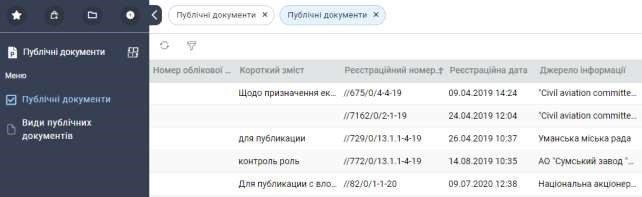 Публічні документи
Меню
Публічні документи
Види публічних
документів
Публічні документи × Публічні документи ×
Номер облікової ... Короткий зміст Реєстраційний номер.. Реєстраційна дата Джерело інформації
Щодо призначення ек... //675/0/4-4-19 09.04.2019 14:24 "Civil aviation committe...
//7162/0/2-1-19 24.04.2019 12:04 "Civil aviation committe...
для публикации //729/0/13.1.1-4-19 26.04.2019 10:37 Уманська міська рада
контроль роль //772/0/13.1.1-4-19 14.08.2019 10:35 АО "Сумський завод "...
Для публикации с вло... //82/0/1-1-20 09.07.2020 12:38 Національна акціонер...